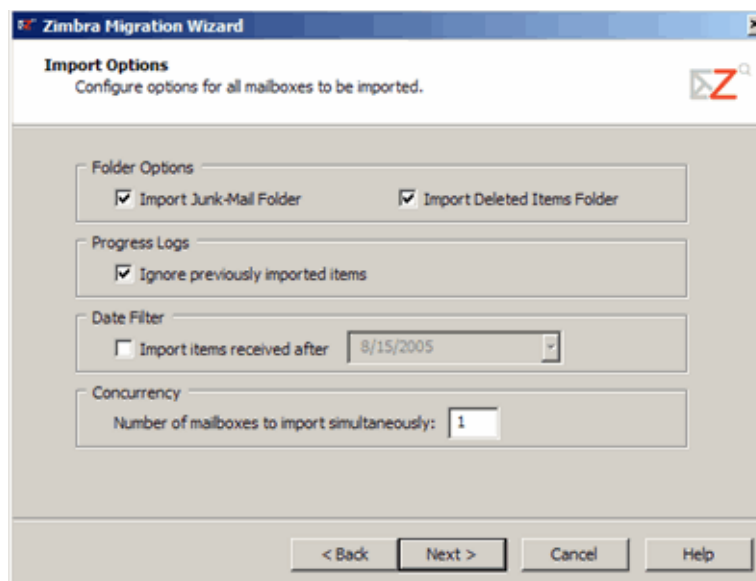 Zimbra Migration Wizard
Import Options
Configure options for all mailboxes to be imported.
Folder Options
Import Junk-Mail Folder Import Deleted Items Folder
Progress Logs
Ignore previously imported items
Date Filter
Import items received after 8/15/2005
Concurrency
Number of mailboxes to import simultaneously: 1
< Back Next > Cancel Help